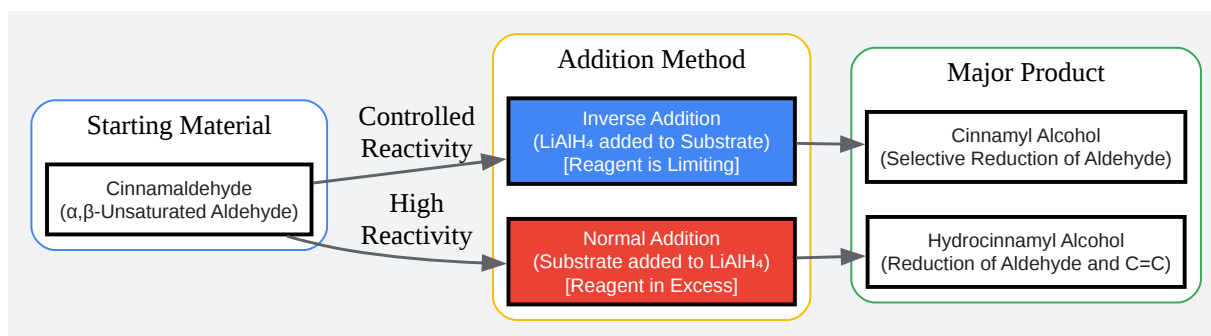 Starting Material
Cinnamaldehyde
(α,β-Unsaturated Aldehyde)
Controlled
Reactivity
High
Reactivity
Addition Method
Inverse Addition
(LiAlH₄ added to Substrate)
[Reagent is Limiting]
Normal Addition
(Substrate added to LiAlH₄)
[Reagent in Excess]
Major Product
Cinnamyl Alcohol
(Selective Reduction of Aldehyde)
Hydrocinnamyl Alcohol
(Reduction of Aldehyde and C=C)